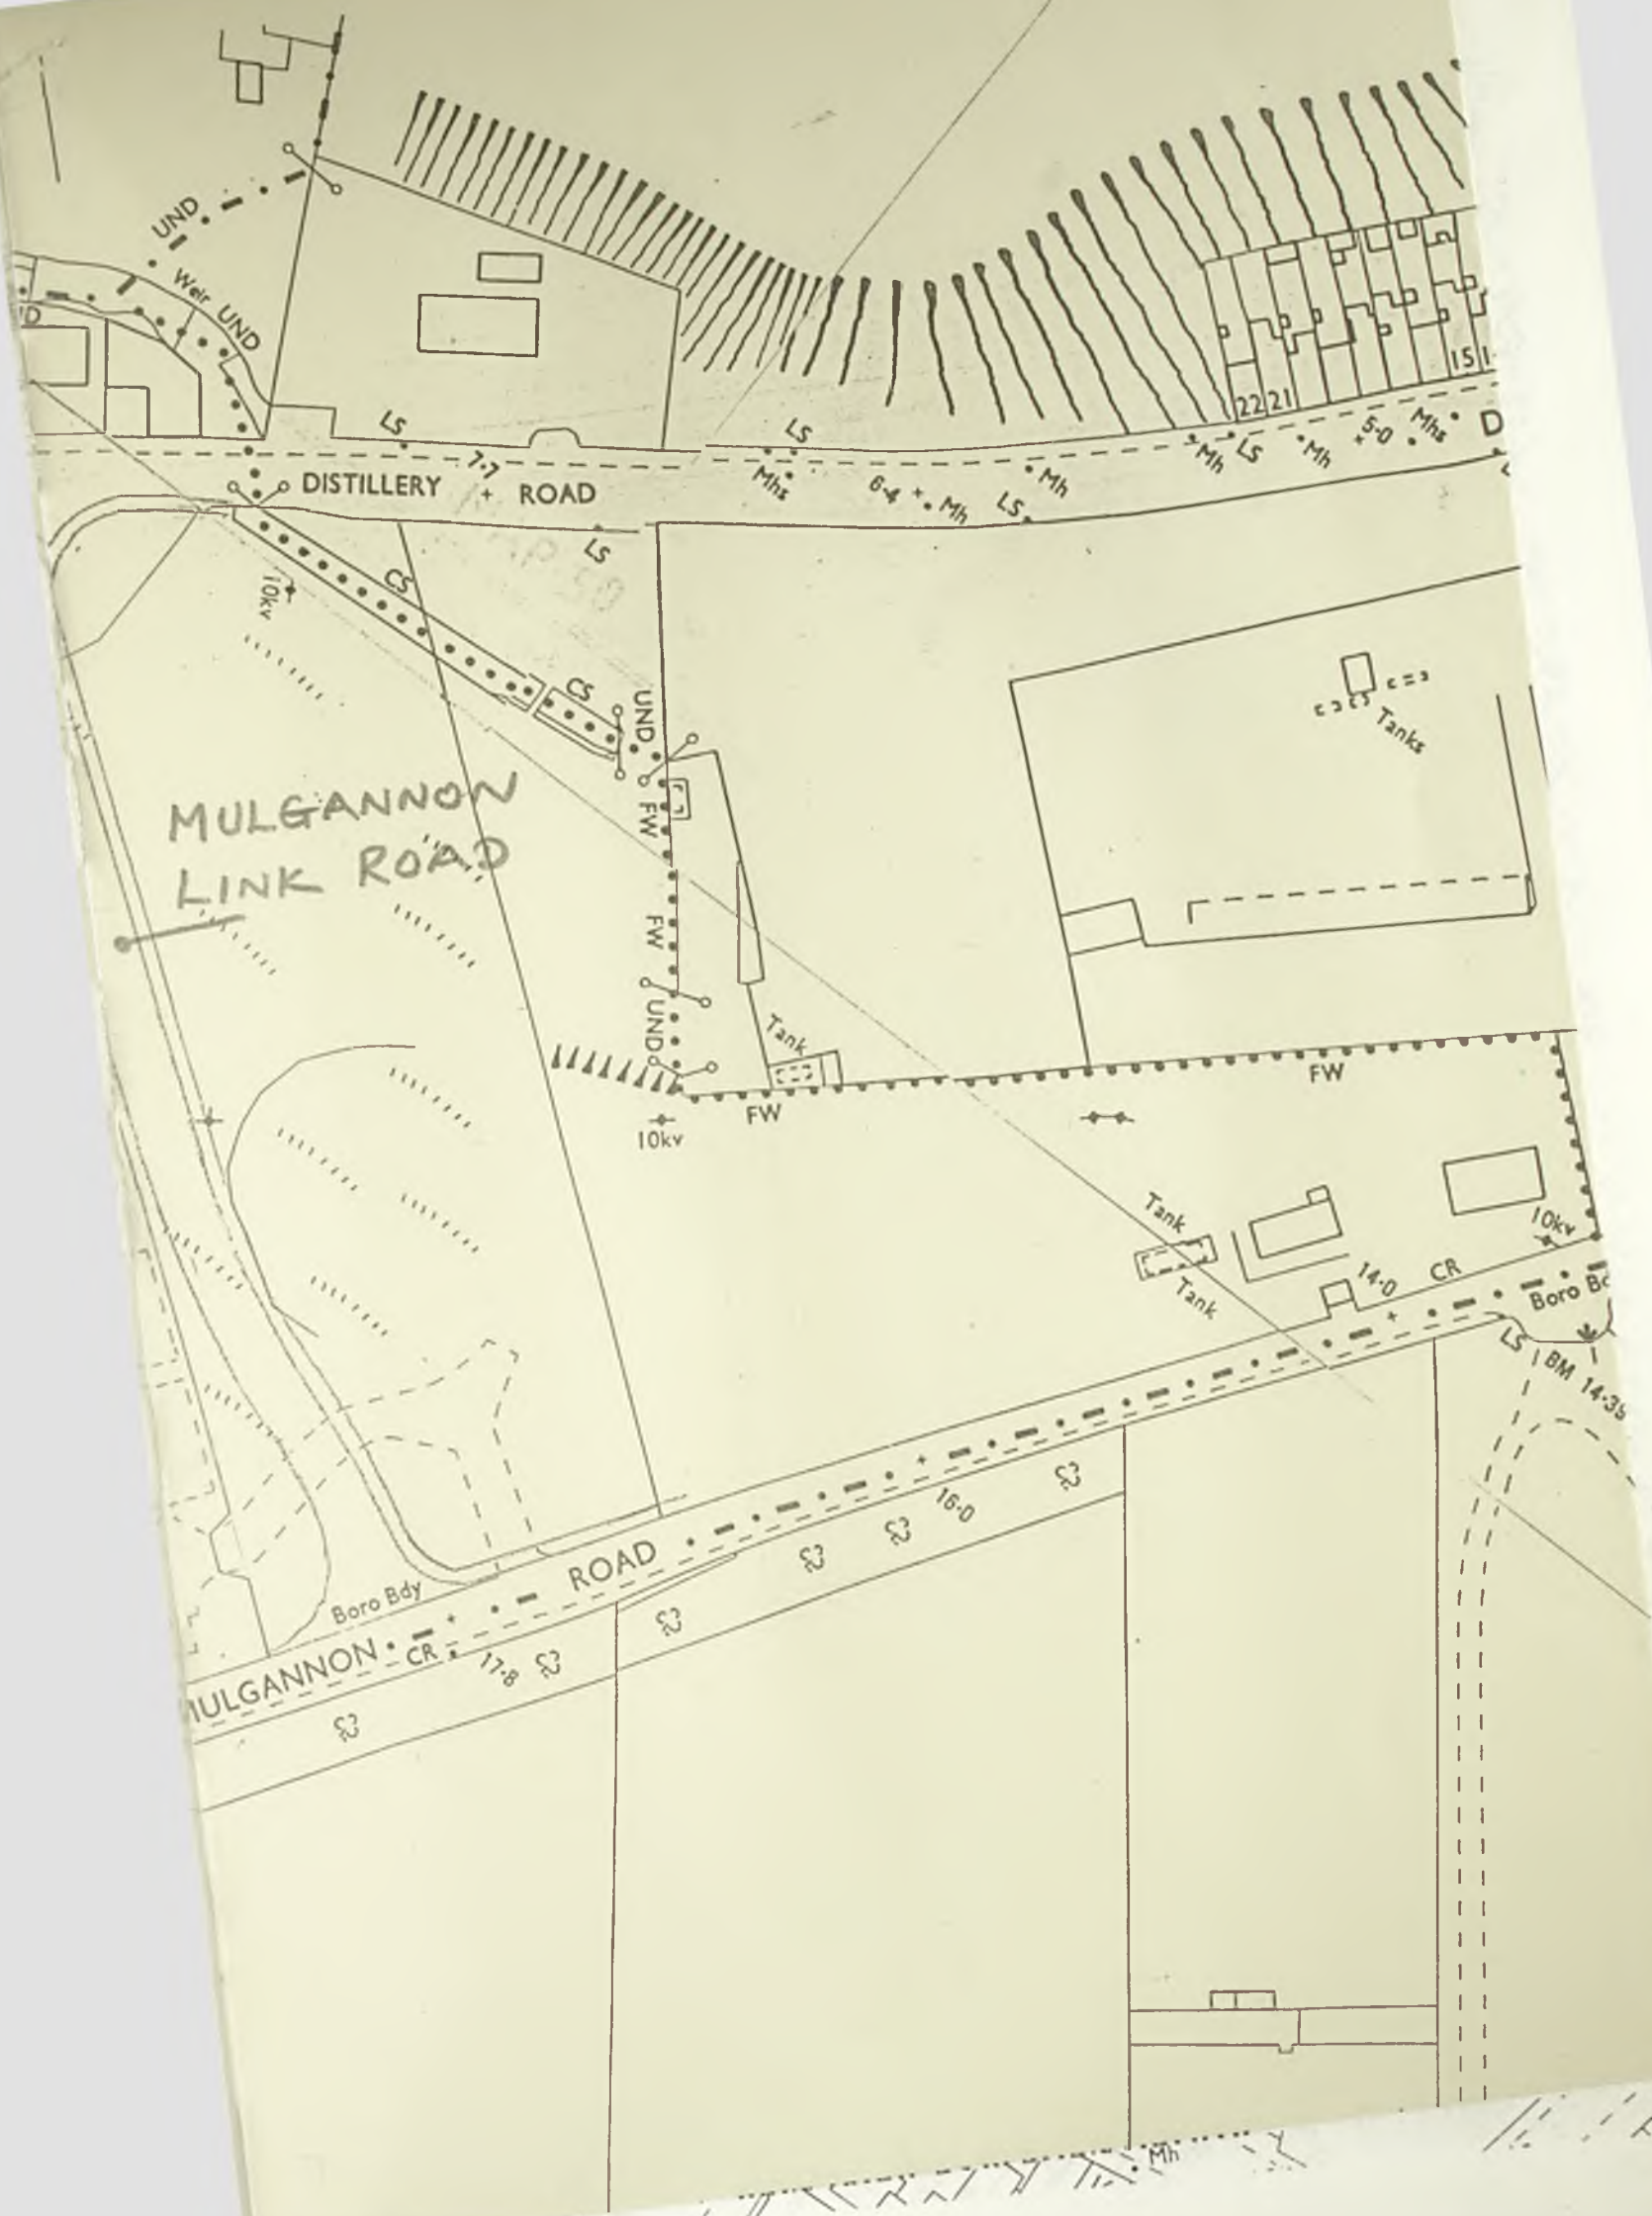 UND
Weir
UND
LS
LS
7·7
DISTILLERY ROAD
Mhs
6·4
Mh
LS
Mh
Mh
LS
Mh
5·0
Mhs
D
22
21
15
LS
CS
10kv
CS
UND
Tanks
MULGANNON
LINK ROAD
FW
FW
UND
Tank
FW
FW
10kv
Tank
Tank
10kv
14·0
CR
Boro
LS
BM 14·35
16·0
ROAD
Boro Bdy
MULGANNON
CR
17·8
Mh